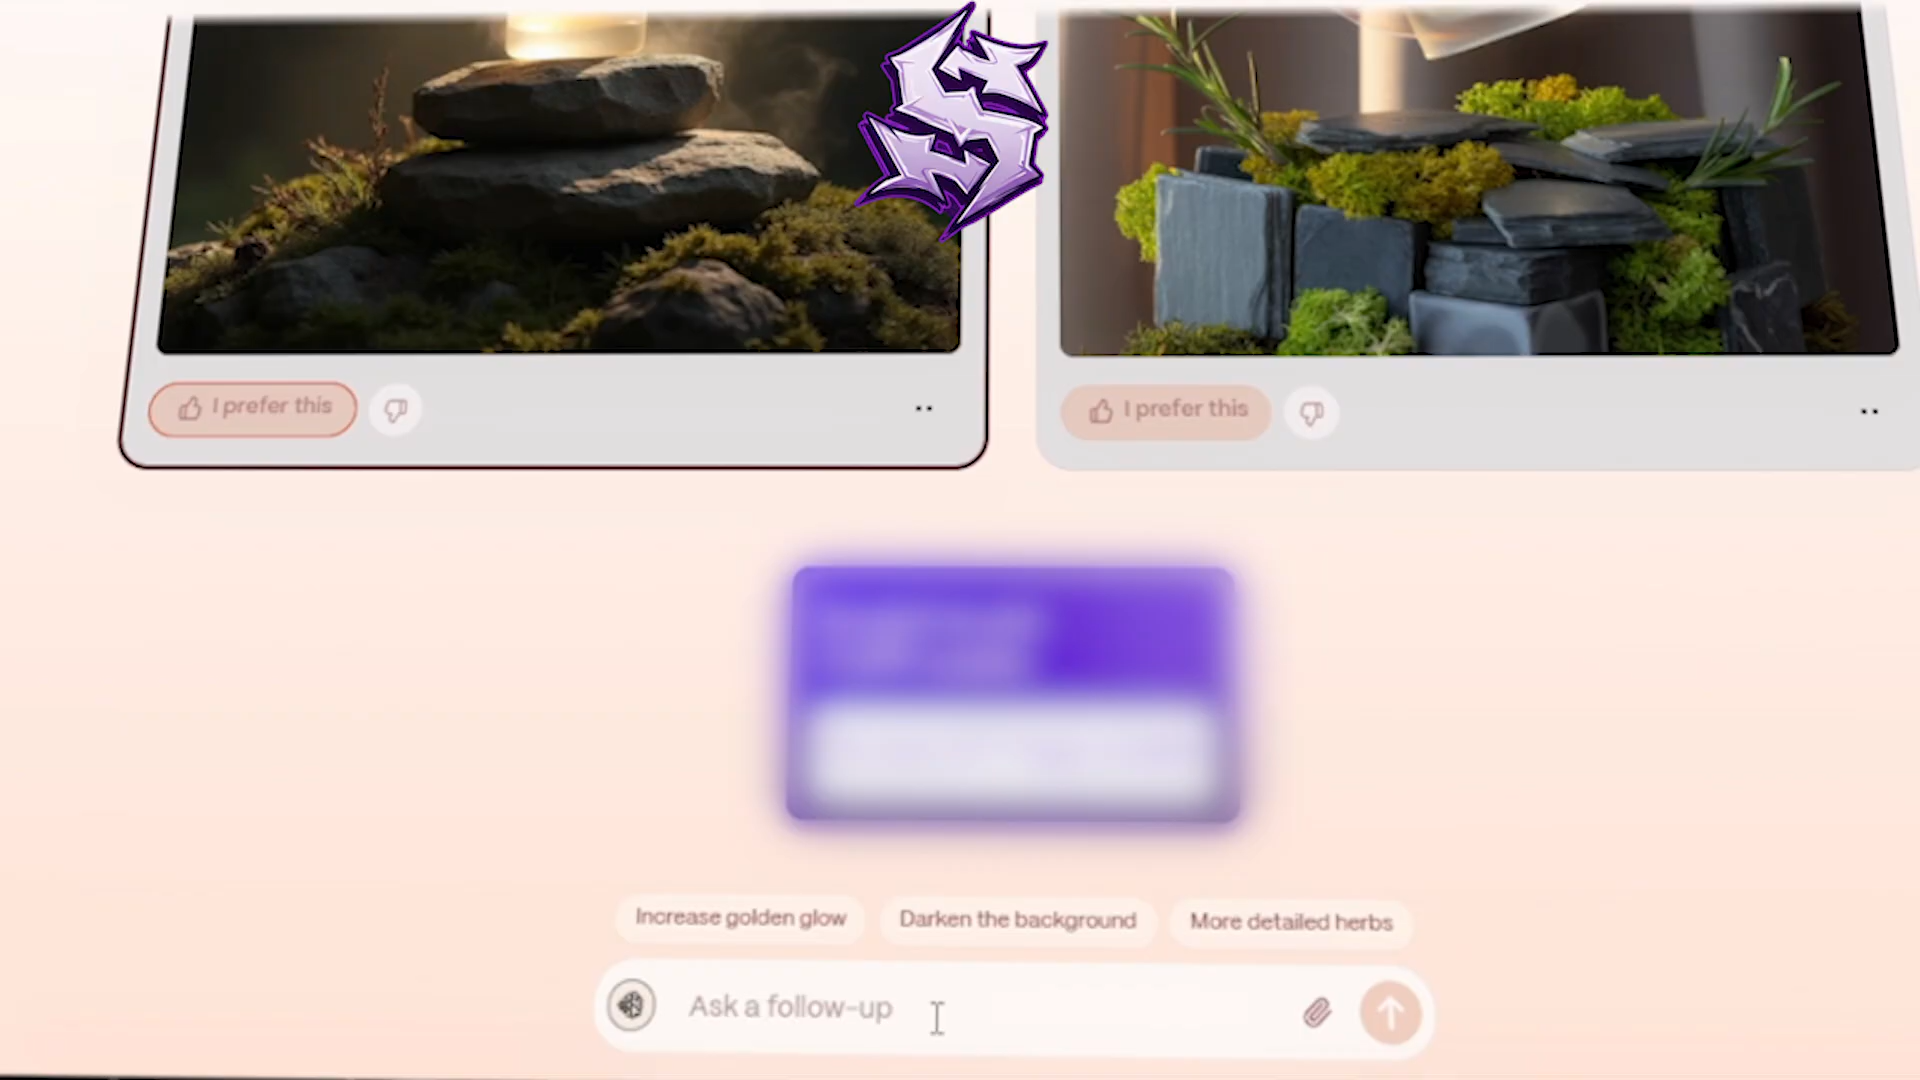 I prefer this
I prefer this
Increase golden glow
Darken the background
More detailed herbs
Ask a follow-up